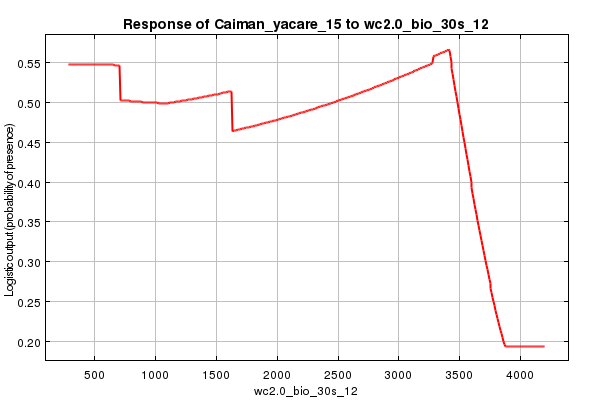 Response of Caiman_yacare_15 to wc2.0_bio_30s_12
Logistic output (probability of presence)
0.55
0.50
0.45
0.40
0.35
0.30
0.25
0.20
500 1000 1500 2000 2500 3000 3500 4000
wc2.0_bio_30s_12